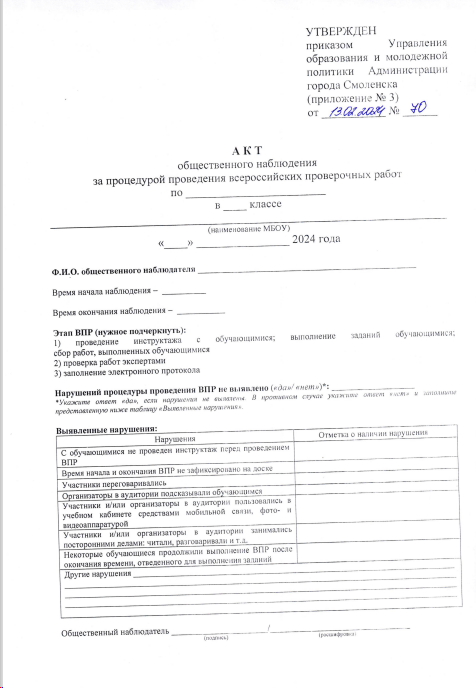 УТВЕРЖДЕН
приказом Управления
образования и молодежной
политики Администрации
города Смоленска
(приложение № 3)
от 13.02.2024 № 70
А К Т
общественного наблюдения
за процедурой проведения всероссийских проверочных работ
по ____________________
в ____ классе
(наименование МБОУ)
«____» ________________ 2024 года
Ф.И.О. общественного наблюдателя ____________________
Время начала наблюдения – __________
Время окончания наблюдения – ________
Этап ВПР (нужное подчеркнуть):
1) проведение инструктажа с обучающимися; выполнение заданий обучающимися;
сбор работ, выполненных обучающимися
2) проверка работ экспертами
3) заполнение электронного протокола
Нарушений процедуры проведения ВПР не выявлено («да»/ «нет»)*: ____________________
*Укажите ответ «да», если нарушения не выявлены. В противном случае укажите ответ «нет» и заполните
представленную ниже таблицу «Выявленные нарушения».
Выявленные нарушения:
Нарушения Отметка о наличии нарушения
С обучающимися не проведен инструктаж перед проведением
ВПР
Время начала и окончания ВПР не зафиксировано на доске
Участники переговаривались
Организаторы в аудитории подсказывали обучающимся
Участники и/или организаторы в аудитории пользовались в
учебном кабинете средствами мобильной связи, фото- и
видеоаппаратурой
Участники и/или организаторы в аудитории занимались
посторонними делами: читали, разговаривали и т.д.
Некоторые обучающиеся продолжили выполнение ВПР после
окончания времени, отведенного для выполнения заданий
Другие нарушения ____________________
Общественный наблюдатель ____________________/____________________
(подпись) (расшифровка)